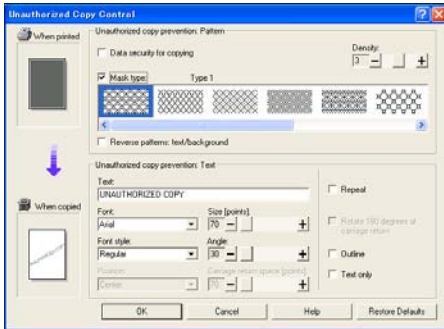 Unauthorized Copy Control
When printed
Unauthorized copy prevention: Pattern
Data security for copying
Density:
3
Mask type:
Type 1
Reverse patterns: text/background
Unauthorized copy prevention: Text
Text:
UNAUTHORIZED COPY
Repeat
When copied
Font:
Size [points]:
Arial
70
Rotate 180 degrees at carriage return
Font style:
Angle:
Regular
30
Outline
Position:
Carriage return space [points]:
Center
70
Text only
OK
Cancel
Help
Restore Defaults